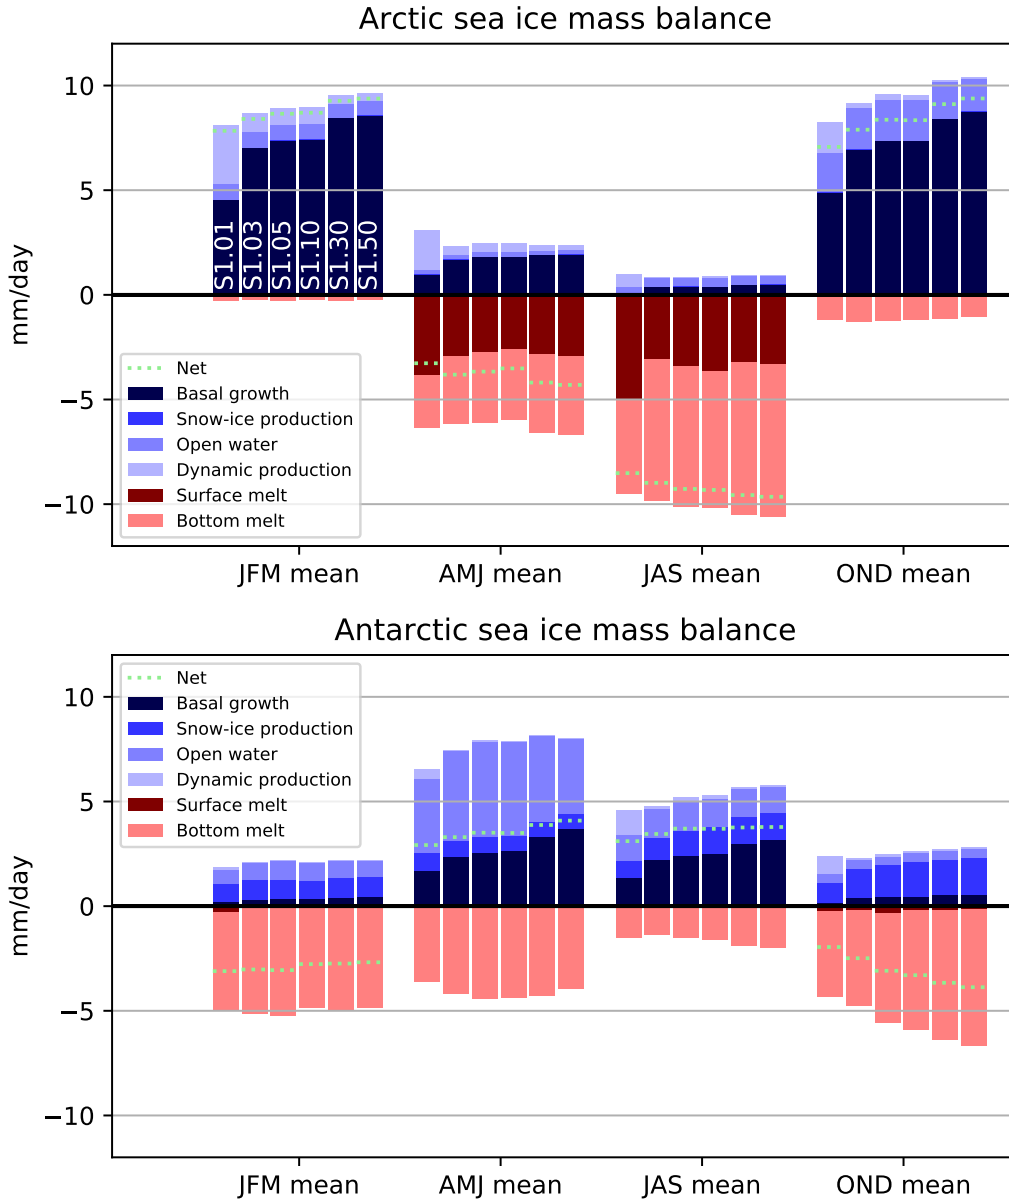 Arctic sea ice mass balance
10
5
0
−5
−10
mm/day
S1.01
S1.03
S1.05
S1.10
S1.30
S1.50
Net
Basal growth
Snow-ice production
Open water
Dynamic production
Surface melt
Bottom melt
JFM mean
AMJ mean
JAS mean
OND mean
Antarctic sea ice mass balance
10
5
0
−5
−10
mm/day
Net
Basal growth
Snow-ice production
Open water
Dynamic production
Surface melt
Bottom melt
JFM mean
AMJ mean
JAS mean
OND mean